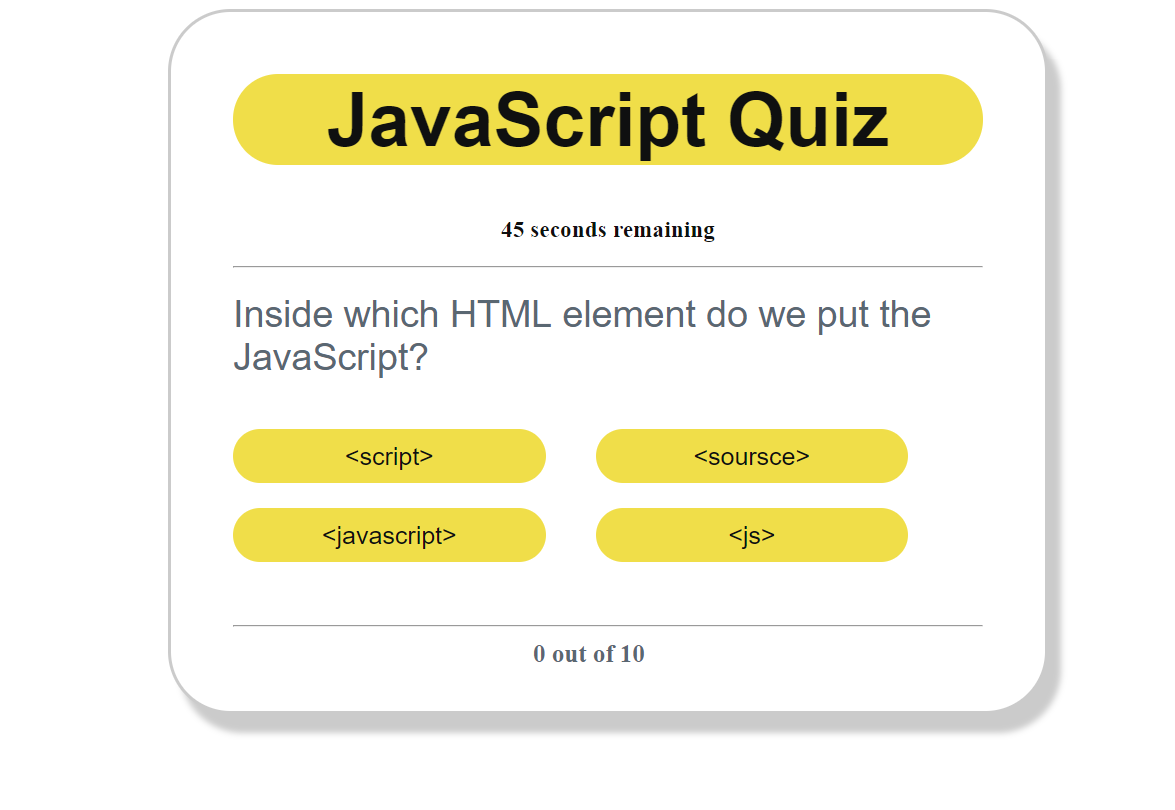 JavaScript Quiz
45 seconds remaining
Inside which HTML element do we put the
JavaScript?
<script>
<soursce>
<javascript>
<js>
0 out of 10